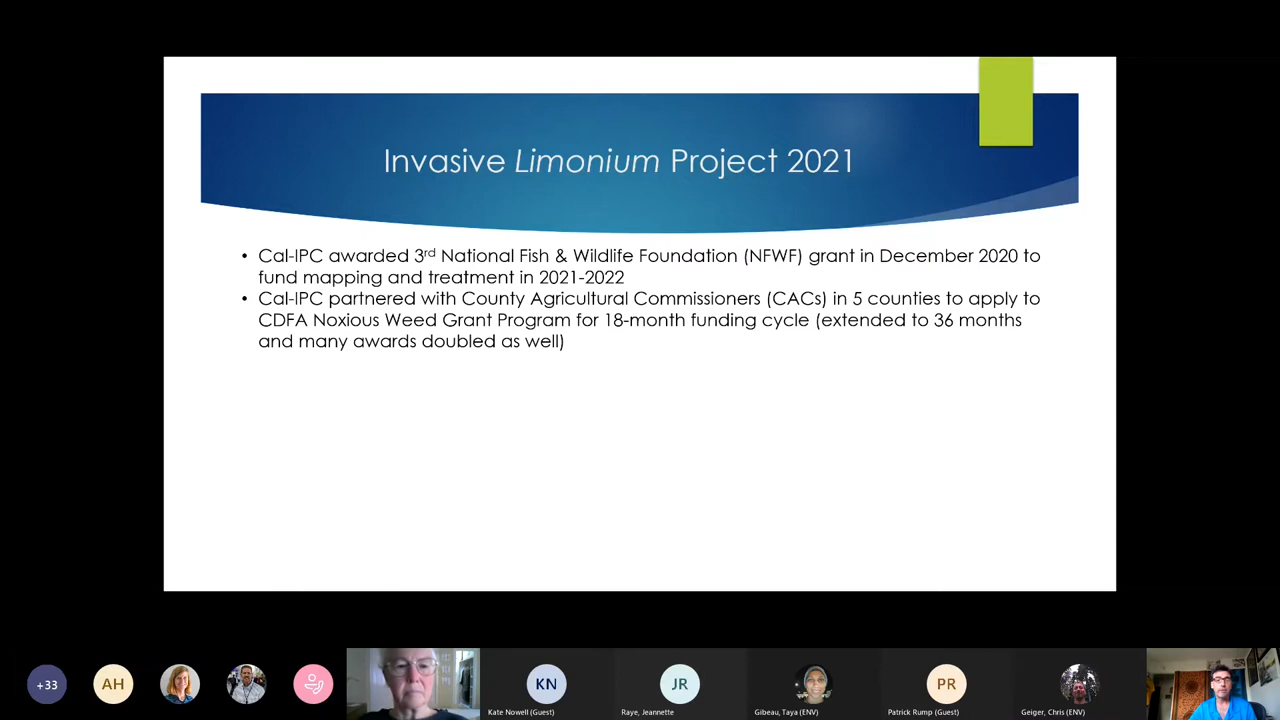 Invasive Limonium Project 2021
• Cal-IPC awarded 3rd National Fish & Wildlife Foundation (NFWF) grant in December 2020 to
fund mapping and treatment in 2021-2022
• Cal-IPC partnered with County Agricultural Commissioners (CACs) in 5 counties to apply to
CDFA Noxious Weed Grant Program for 18-month funding cycle (extended to 36 months
and many awards doubled as well)
+33
AH
KN
JR
PR
Kate Nowell (Guest)
Raye, Jeannette
Gibeau, Taya (ENV)
Patrick Rump (Guest)
Geiger, Chris (ENV)